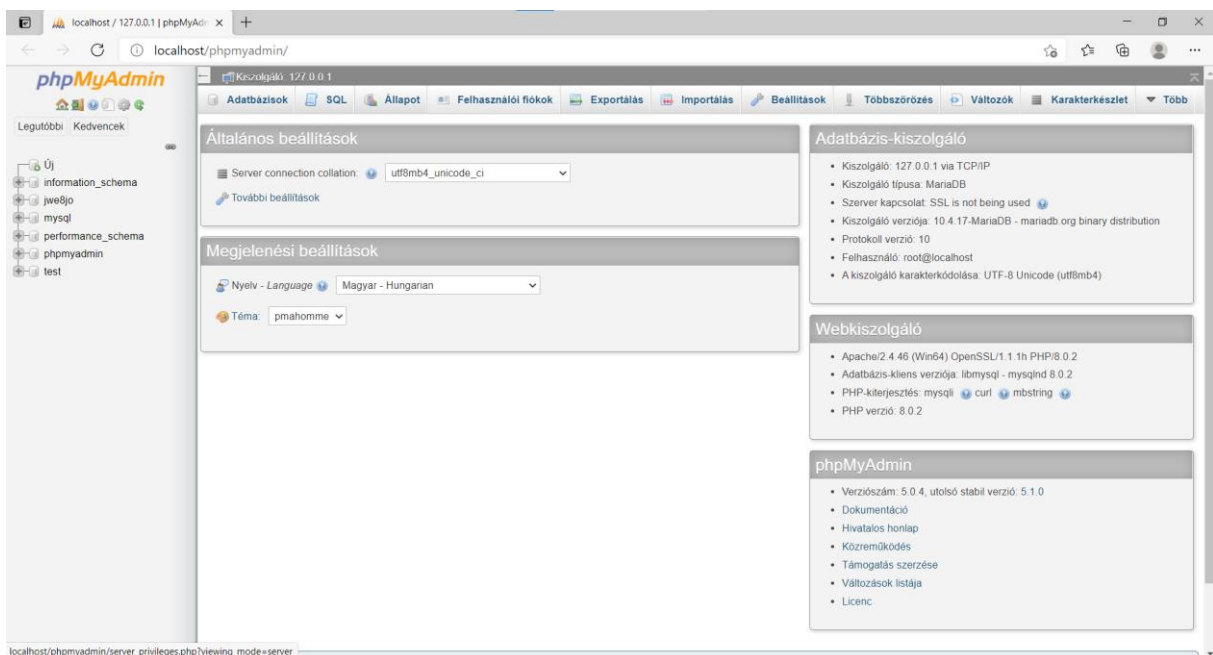 localhost / 127.0.0.1 | phpMyAdn
localhost/phpmyadmin/
phpMyAdmin
Legutóbbi Kedvencek
Új
information_schema
jwe8jo
mysql
performance_schema
phpmyadmin
test
Kiszolgáló: 127.0.0.1
Adatbázisok SQL Állapot Felhasználói fiókok Exportálás Importálás Beállítások Többszörözés Változók Karakterkészlet Több
Általános beállítások
Server connection collation: utf8mb4_unicode_ci
További beállítások
Megjelenési beállítások
Nyelv - Language Magyar - Hungarian
Téma: pmahomme
Adatbázis-kiszolgáló
• Kiszolgáló: 127.0.0.1 via TCP/IP
• Kiszolgáló típusa: MariaDB
• Szerver kapcsolat: SSL is not being used
• Kiszolgáló verziója: 10.4.17-MariaDB - mariadb.org binary distribution
• Protokoll verzió: 10
• Felhasználó: root@localhost
• A kiszolgáló karakterkódolása: UTF-8 Unicode (utf8mb4)
Webkiszolgáló
• Apache/2.4.46 (Win64) OpenSSL/1.1.1h PHP/8.0.2
• Adatbázis-kliens verziója: libmysql - mysqlnd 8.0.2
• PHP-kiterjesztés: mysqli curl mbstring
• PHP verzió: 8.0.2
phpMyAdmin
• Verziószám: 5.0.4, utolsó stabil verzió: 5.1.0
• Dokumentáció
• Hivatalos honlap
• Közreműködés
• Támogatás szerzése
• Változások listája
• Licenc
localhost/phpmyadmin/server_privileges.php?viewing_mode=server